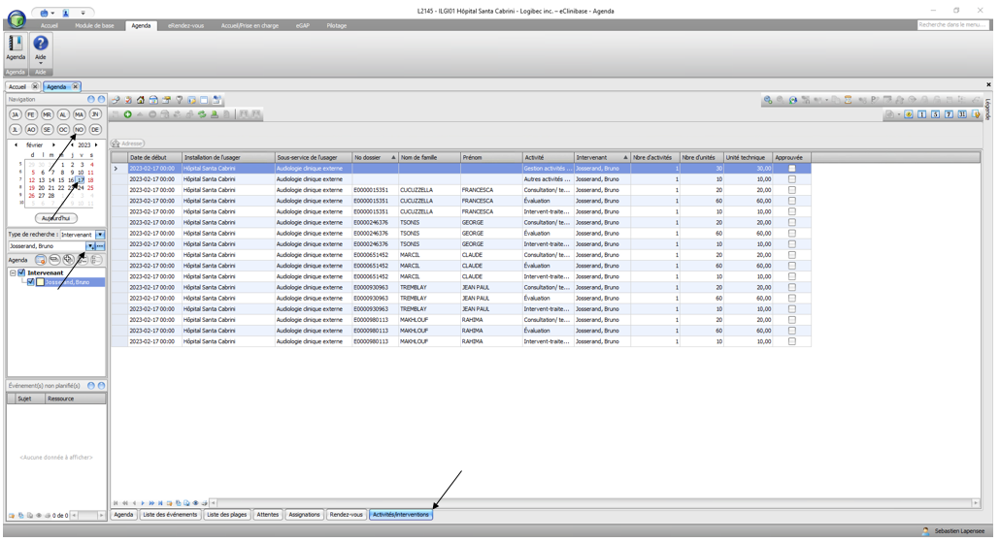 L2145 - ILGI01 Hôpital Santa Cabrini - Logibec inc. – eClinibase - Agenda
Accueil Module de base Agenda eRendez-vous Accueil/Prise en charge eGAP Pilotage
Recherche dans le menu...
Agenda Aide
Agenda Aide
Accueil Agenda
Navigation
JA FE MR AL MA JN
JL AO SE OC NO DE
février 2023
d l m m j v s
5 29 30 1 2 3 4
6 5 6 7 8 9 10 11
7 12 13 14 15 16 17 18
8 19 20 21 22 23 24 25
9 26 27 28
Aujourd'hui
Type de recherche : Intervenant
Josserand, Bruno
Agenda
Intervenant
Josserand, Bruno
Événement(s) non planifié(s)
Sujet Ressource
<Aucune donnée à afficher>
0 de 0
Légende
Adresse
Date de début Installation de l'usager Sous-service de l'usager No dossier Nom de famille Prénom Activité Intervenant Nbre d'activités Nbre d'unités Unité technique Approuvée
2023-02-17 00:00 Hôpital Santa Cabrini Audiologie clinique externe Gestion activités ... Josserand, Bruno 1 30 30,00
2023-02-17 00:00 Hôpital Santa Cabrini Audiologie clinique externe Autres activités ... Josserand, Bruno 1 10 10,00
2023-02-17 00:00 Hôpital Santa Cabrini Audiologie clinique externe E0000015351 CUCUZZELLA FRANCESCA Consultation/ te... Josserand, Bruno 1 20 20,00
2023-02-17 00:00 Hôpital Santa Cabrini Audiologie clinique externe E0000015351 CUCUZZELLA FRANCESCA Évaluation Josserand, Bruno 1 60 60,00
2023-02-17 00:00 Hôpital Santa Cabrini Audiologie clinique externe E0000015351 CUCUZZELLA FRANCESCA Intervent-traite... Josserand, Bruno 1 10 10,00
2023-02-17 00:00 Hôpital Santa Cabrini Audiologie clinique externe E0000246376 TSONIS GEORGE Consultation/ te... Josserand, Bruno 1 20 20,00
2023-02-17 00:00 Hôpital Santa Cabrini Audiologie clinique externe E0000246376 TSONIS GEORGE Évaluation Josserand, Bruno 1 60 60,00
2023-02-17 00:00 Hôpital Santa Cabrini Audiologie clinique externe E0000246376 TSONIS GEORGE Intervent-traite... Josserand, Bruno 1 10 10,00
2023-02-17 00:00 Hôpital Santa Cabrini Audiologie clinique externe E0000651452 MARCIL CLAUDE Consultation/ te... Josserand, Bruno 1 20 20,00
2023-02-17 00:00 Hôpital Santa Cabrini Audiologie clinique externe E0000651452 MARCIL CLAUDE Évaluation Josserand, Bruno 1 60 60,00
2023-02-17 00:00 Hôpital Santa Cabrini Audiologie clinique externe E0000651452 MARCIL CLAUDE Intervent-traite... Josserand, Bruno 1 10 10,00
2023-02-17 00:00 Hôpital Santa Cabrini Audiologie clinique externe E0000930963 TREMBLAY JEAN PAUL Consultation/ te... Josserand, Bruno 1 20 20,00
2023-02-17 00:00 Hôpital Santa Cabrini Audiologie clinique externe E0000930963 TREMBLAY JEAN PAUL Évaluation Josserand, Bruno 1 60 60,00
2023-02-17 00:00 Hôpital Santa Cabrini Audiologie clinique externe E0000930963 TREMBLAY JEAN PAUL Intervent-traite... Josserand, Bruno 1 10 10,00
2023-02-17 00:00 Hôpital Santa Cabrini Audiologie clinique externe E0000980113 MAKHLOUF RAHIMA Consultation/ te... Josserand, Bruno 1 20 20,00
2023-02-17 00:00 Hôpital Santa Cabrini Audiologie clinique externe E0000980113 MAKHLOUF RAHIMA Évaluation Josserand, Bruno 1 60 60,00
2023-02-17 00:00 Hôpital Santa Cabrini Audiologie clinique externe E0000980113 MAKHLOUF RAHIMA Intervent-traite... Josserand, Bruno 1 10 10,00
Agenda Liste des événements Liste des plages Attentes Assignations Rendez-vous Activités/Interventions
Sebastien Lapensee